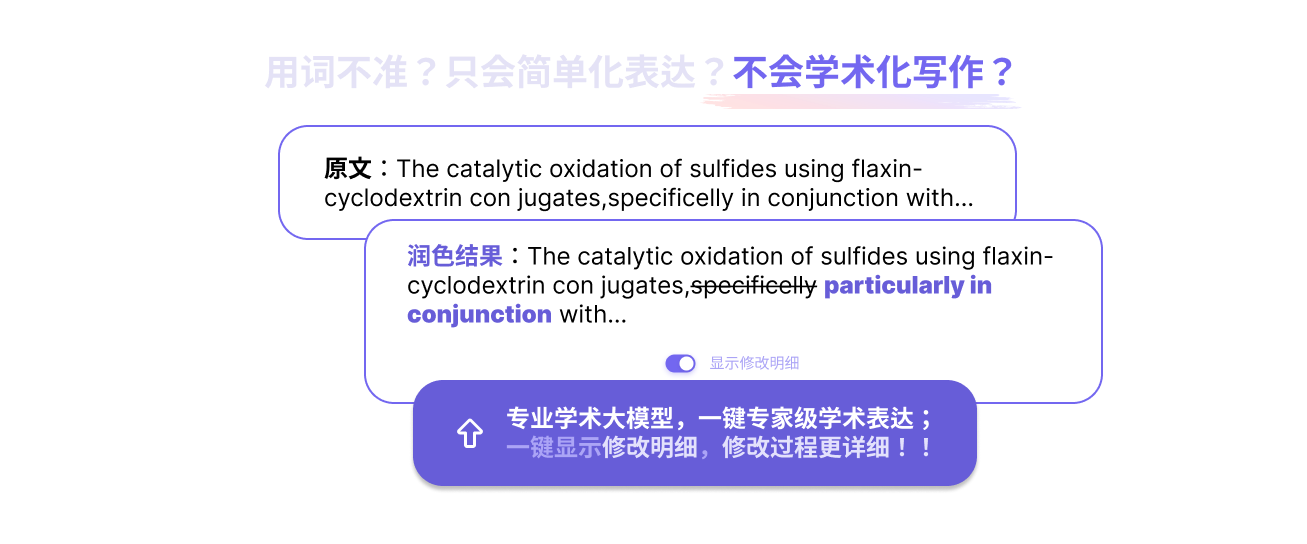 用词不准？只会简单化表达？不会学术化写作？
原文：The catalytic oxidation of sulfides using flaxin-
cyclodextrin con jugates,specificelly in conjunction with...
润色结果：The catalytic oxidation of sulfides using flaxin-
cyclodextrin con jugates,specificelly particularly in
conjunction with...
显示修改明细
专业学术大模型，一键专家级学术表达；
一键显示修改明细，修改过程更详细！！